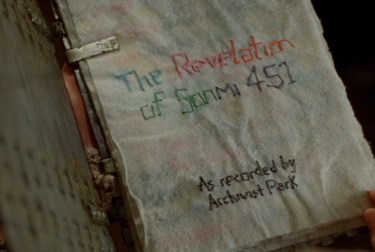 The Revelation
of Sonmi 451
As recorded by
Archivist Park